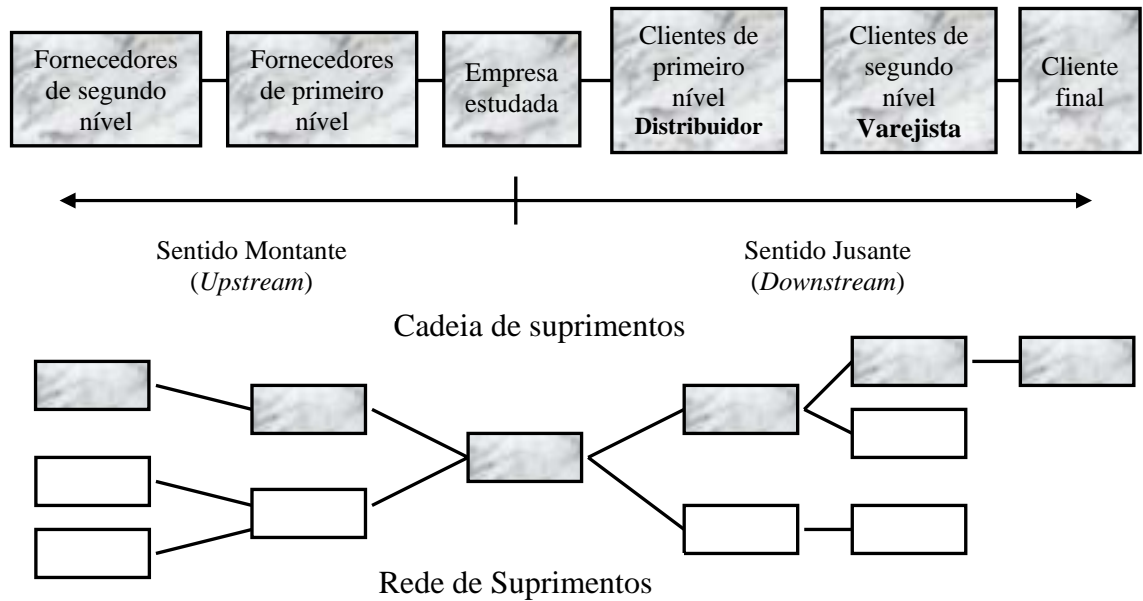 Fornecedores
de segundo
nível
Fornecedores
de primeiro
nível
Empresa
estudada
Clientes de
primeiro
nível
Distribuidor
Clientes de
segundo
nível
Varejista
Cliente
final
Sentido Montante
(Upstream)
Sentido Jusante
(Downstream)
Cadeia de suprimentos
Rede de Suprimentos